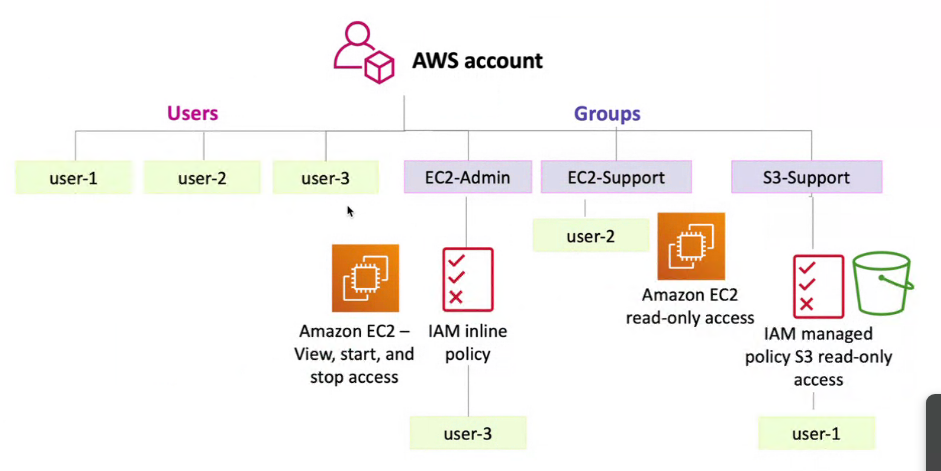 AWS account
Users
Groups
user-1
user-2
user-3
EC2-Admin
EC2-Support
S3-Support
user-2
Amazon EC2 –
View, start, and
stop access
IAM inline
policy
Amazon EC2
read-only access
IAM managed
policy S3 read-only
access
user-3
user-1